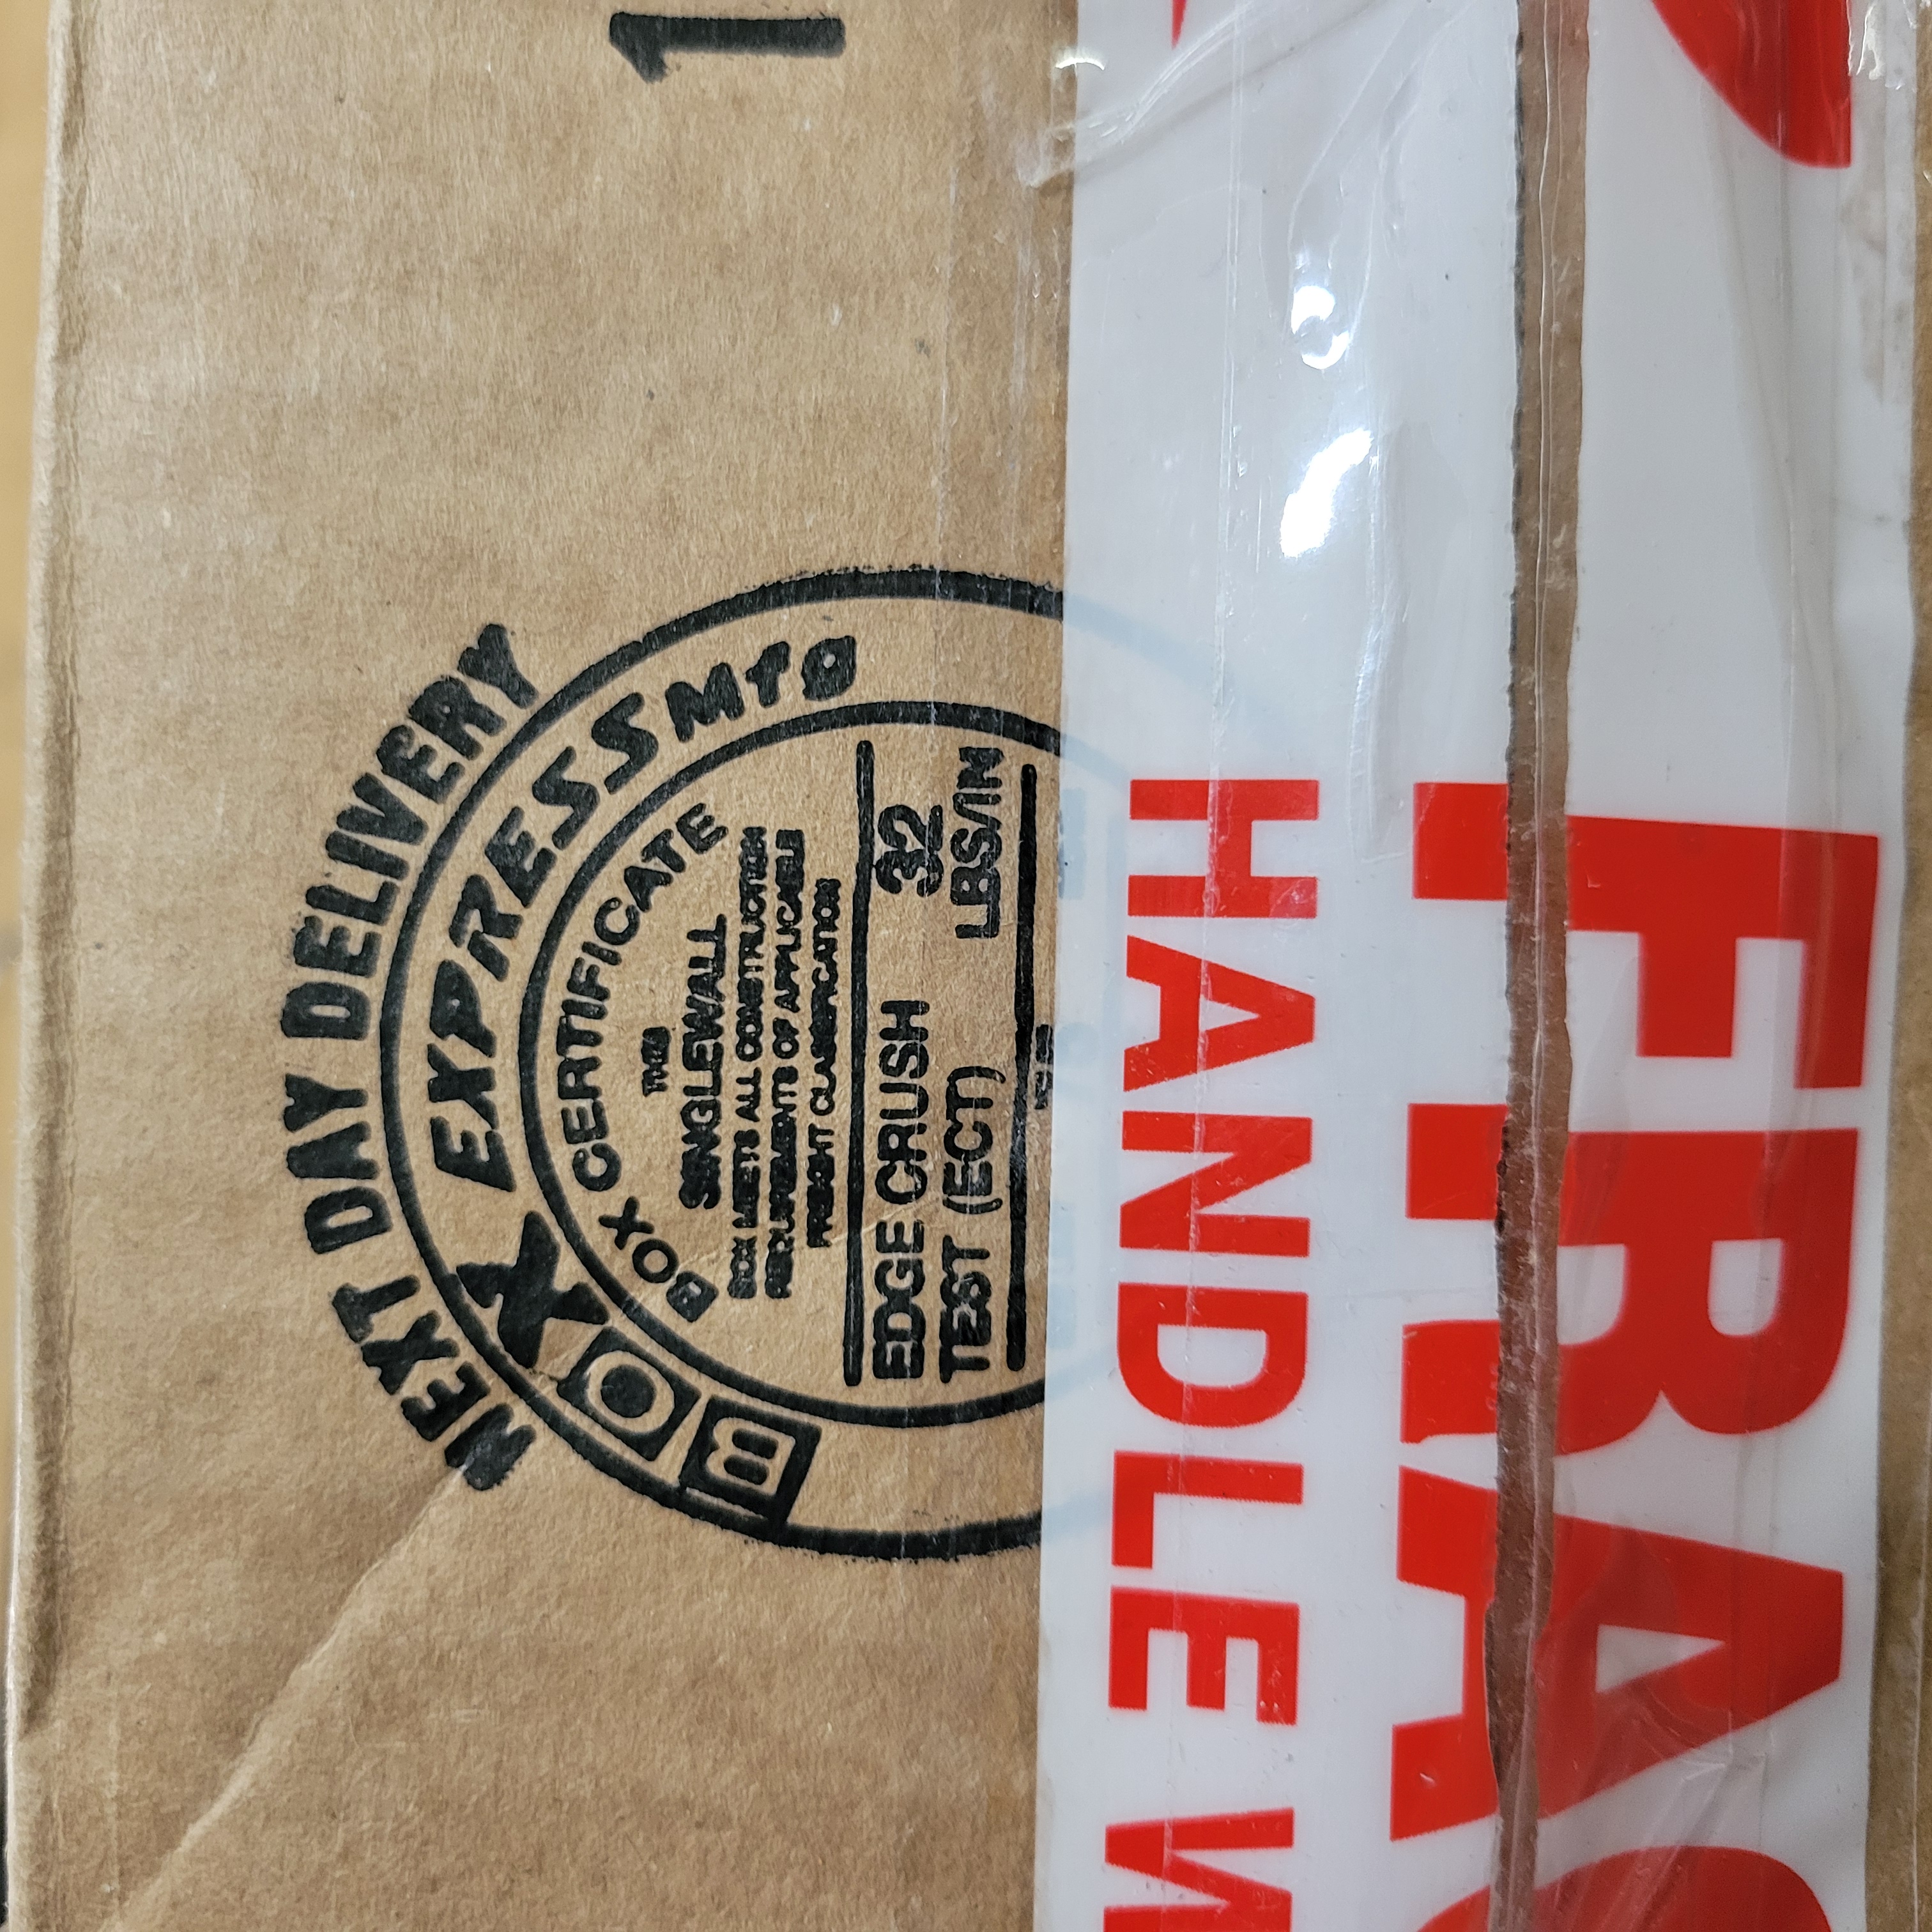 1
NEXT DAY DELIVERY
BOX EXPRESS Mfg
BOX CERTIFICATE
THIS
SINGLEWALL
BOX MEETS ALL CONSTRUCTION
REQUIREMENTS OF APPLICABLE
FREIGHT CLASSIFICATION
EDGE CRUSH 32
TEST (ECT) LBS/IN
FRAG
HANDLE W